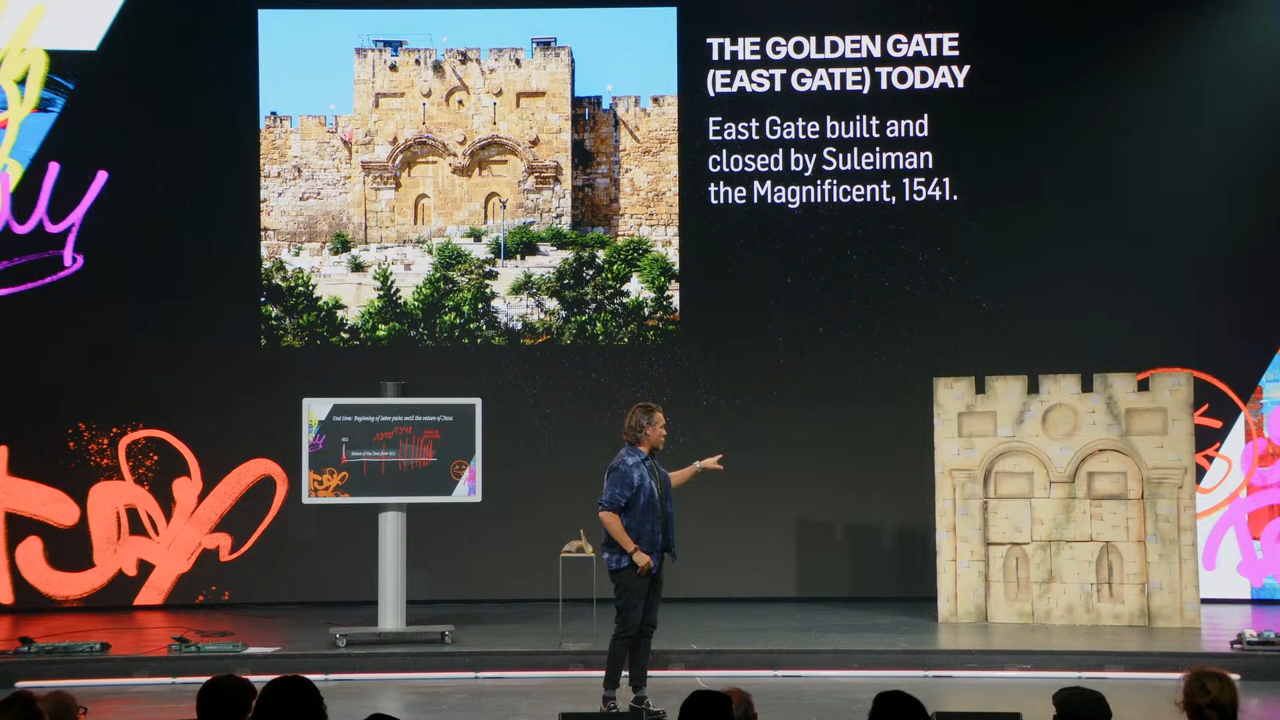 THE GOLDEN GATE
(EAST GATE) TODAY
East Gate built and
closed by Suleiman
the Magnificent, 1541.
End Times: Beginning of labor pains until the return of Jesus